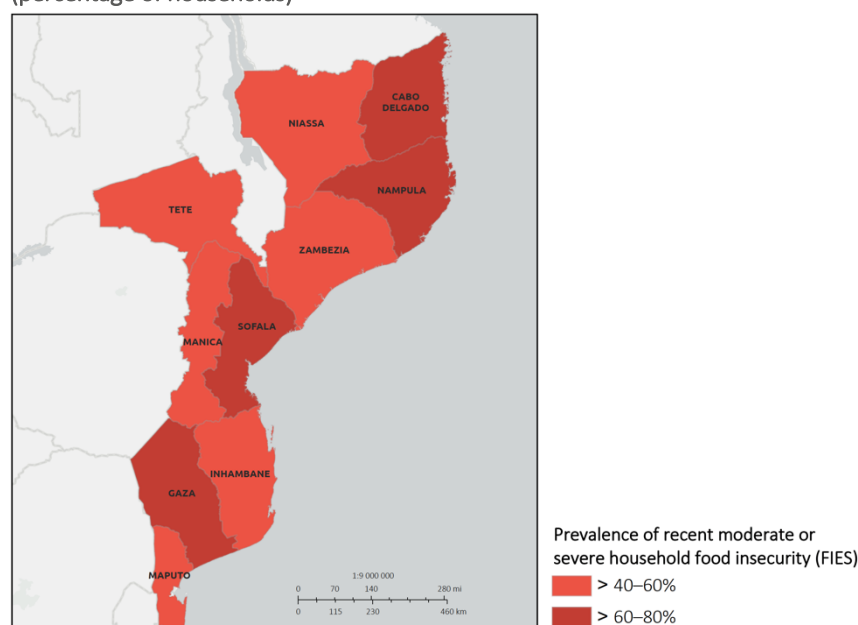 (percentage of households)
CABO
DELGADO
NIASSA
NAMPULA
TETE
ZAMBEZIA
SOFALA
MANICA
INHAMBANE
GAZA
MAPUTO
1:9 000 000
0 70 140 280 mi
0 115 230 460 km
Prevalence of recent moderate or
severe household food insecurity (FIES)
> 40–60%
> 60–80%